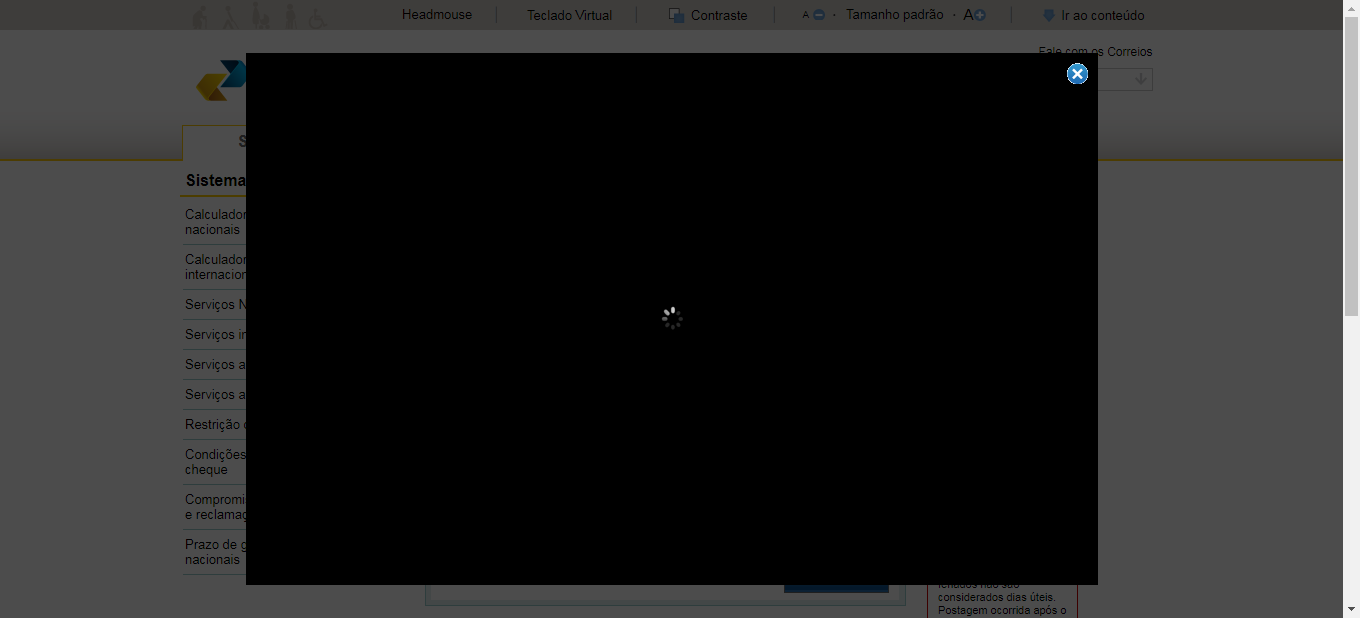 Headmouse
Teclado Virtual
Contraste
A
Tamanho padrão
A
Ir ao conteúdo
Fale com os Correios
S
Sistema
Calculador
nacionais
Calculador
internacion
Serviços N
Serviços in
Serviços a
Serviços a
Restrição
Condições
cheque
Compromi
e reclamaç
Prazo de g
nacionais
feriados não são
considerados dias úteis.
Postagem ocorrida após o